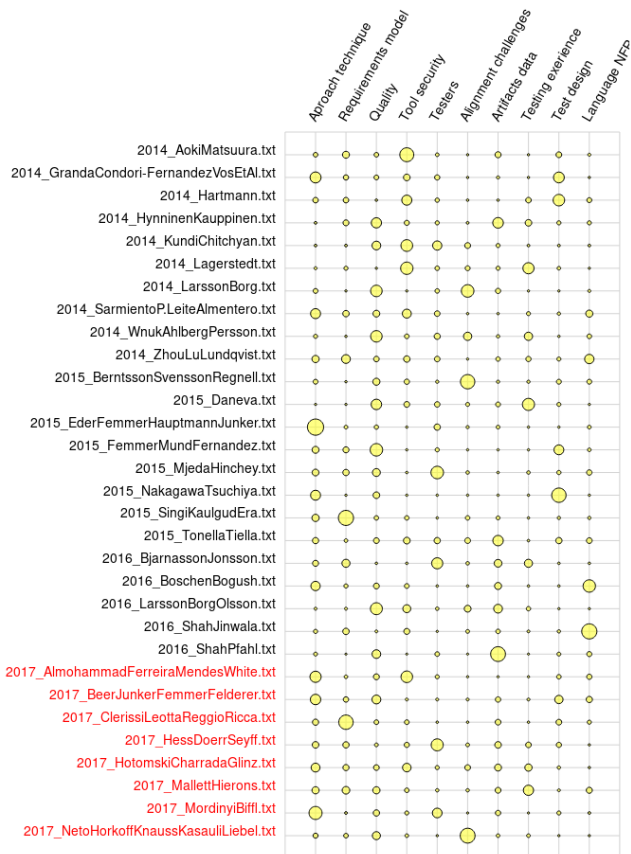 Aproach technique
Requirements model
Quality
Tool security
Testers
Alignment challenges
Artifacts data
Testing exerience
Test design
Language NFP
2014_AokiMatsuura.txt
2014_GrandaCondori-FernandezVosEtAl.txt
2014_Hartmann.txt
2014_HynninenKauppinen.txt
2014_KundiChitchyan.txt
2014_Lagerstedt.txt
2014_LarssonBorg.txt
2014_SarmientoP.LeiteAlmentero.txt
2014_WnukAhlbergPersson.txt
2014_ZhouLuLundqvist.txt
2015_BerntssonSvenssonRegnell.txt
2015_Daneva.txt
2015_EderFemmerHauptmannJunker.txt
2015_FemmerMundFernandez.txt
2015_MjedaHinchey.txt
2015_NakagawaTsuchiya.txt
2015_SingiKaulgudEra.txt
2015_TonellaTiella.txt
2016_BjarnassonJonsson.txt
2016_BoschenBogush.txt
2016_LarssonBorgOlsson.txt
2016_ShahJinwala.txt
2016_ShahPfahl.txt
2017_AlmohammadFerreiraMendesWhite.txt
2017_BeerJunkerFemmerFelderer.txt
2017_ClerissiLeottaReggioRicca.txt
2017_HessDoerrSeyff.txt
2017_HotomskiCharradaGlinz.txt
2017_MallettHierons.txt
2017_MordinyiBiffl.txt
2017_NetoHorkoffKnaussKasauliLiebel.txt